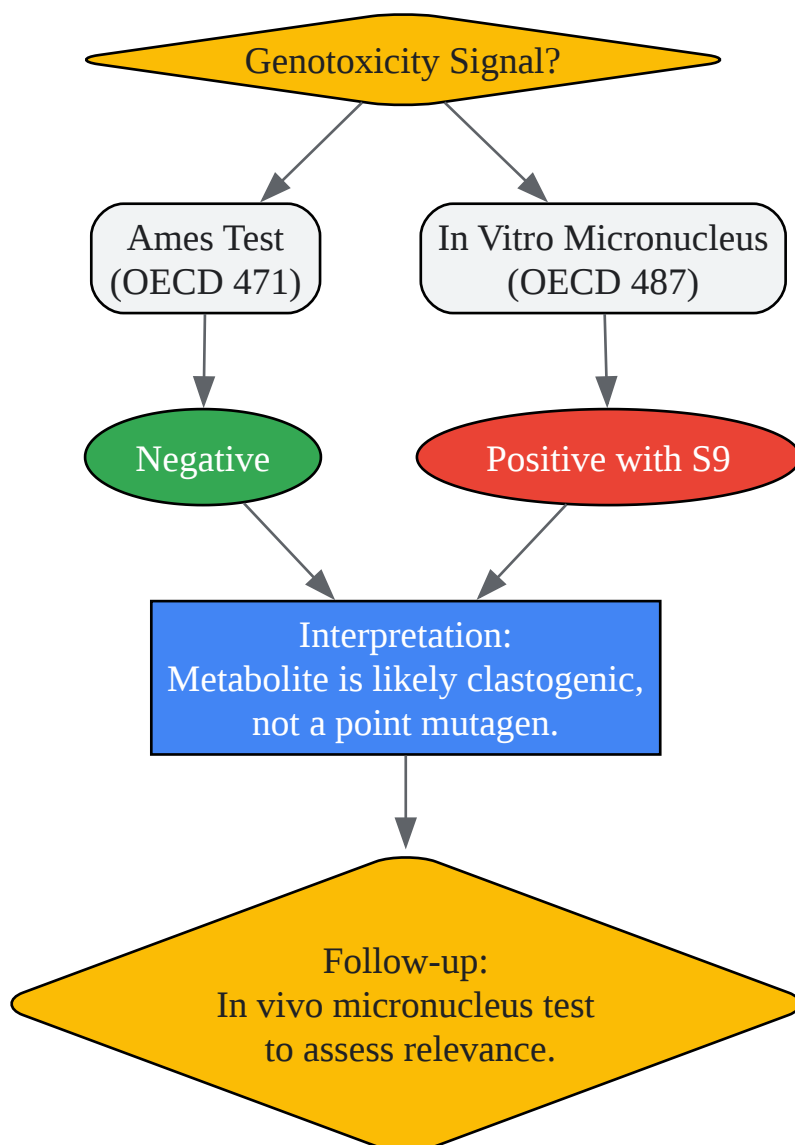 Genotoxicity Signal?
Ames Test
(OECD 471)
In Vitro Micronucleus
(OECD 487)
Negative
Positive with S9
Interpretation:
Metabolite is likely clastogenic,
not a point mutagen.
Follow-up:
In vivo micronucleus test
to assess relevance.